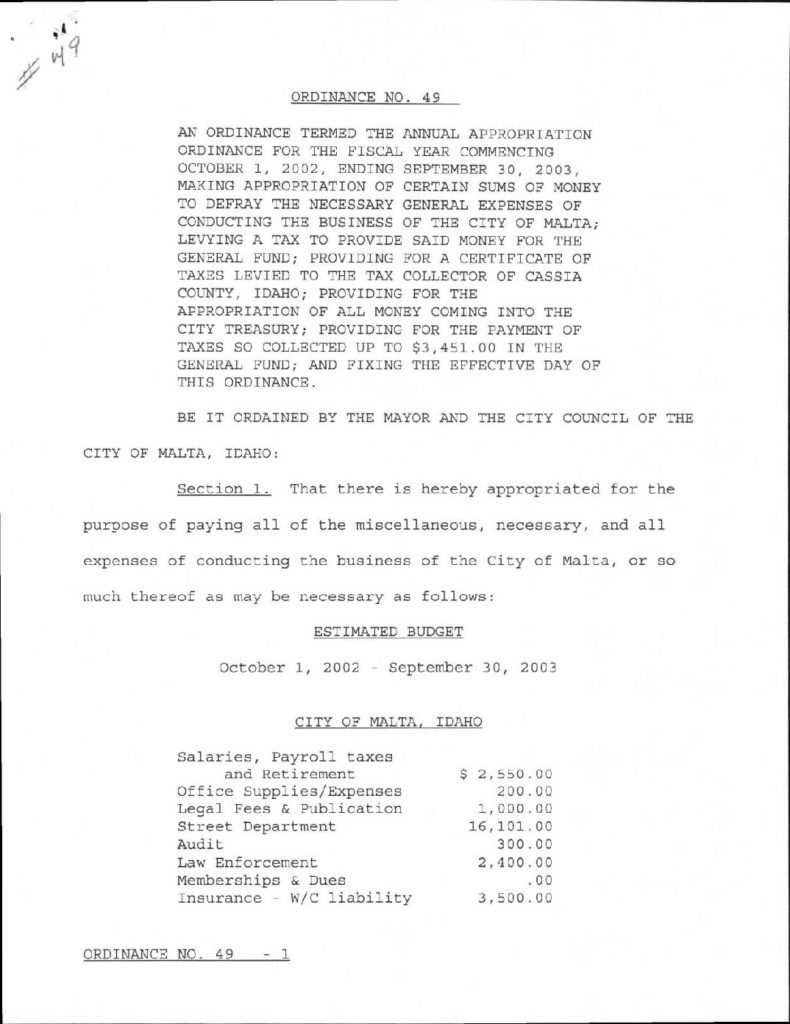 # 49
ORDINANCE NO. 49
AN ORDINANCE TERMED THE ANNUAL APPROPRIATION
ORDINANCE FOR THE FISCAL YEAR COMMENCING
OCTOBER 1, 2002, ENDING SEPTEMBER 30, 2003,
MAKING APPROPRIATION OF CERTAIN SUMS OF MONEY
TO DEFRAY THE NECESSARY GENERAL EXPENSES OF
CONDUCTING THE BUSINESS OF THE CITY OF MALTA;
LEVYING A TAX TO PROVIDE SAID MONEY FOR THE
GENERAL FUND; PROVIDING FOR A CERTIFICATE OF
TAXES LEVIED TO THE TAX COLLECTOR OF CASSIA
COUNTY, IDAHO; PROVIDING FOR THE
APPROPRIATION OF ALL MONEY COMING INTO THE
CITY TREASURY; PROVIDING FOR THE PAYMENT OF
TAXES SO COLLECTED UP TO $3,451.00 IN THE
GENERAL FUND; AND FIXING THE EFFECTIVE DAY OF
THIS ORDINANCE.
BE IT ORDAINED BY THE MAYOR AND THE CITY COUNCIL OF THE
CITY OF MALTA, IDAHO:
Section 1. That there is hereby appropriated for the
purpose of paying all of the miscellaneous, necessary, and all
expenses of conducting the business of the City of Malta, or so
much thereof as may be necessary as follows:
ESTIMATED BUDGET
October 1, 2002 - September 30, 2003
CITY OF MALTA, IDAHO
Salaries, Payroll taxes
and Retirement $ 2,550.00
Office Supplies/Expenses 200.00
Legal Fees & Publication 1,000.00
Street Department 16,101.00
Audit 300.00
Law Enforcement 2,400.00
Memberships & Dues .00
Insurance - W/C liability 3,500.00
ORDINANCE NO. 49 - 1